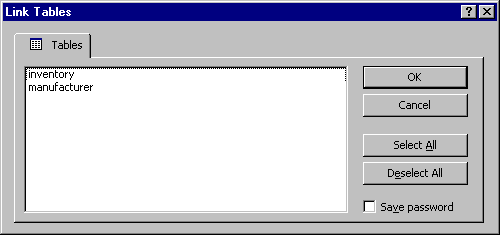 Link Tables
Tables
inventory
manufacturer
OK
Cancel
Select All
Deselect All
Save password